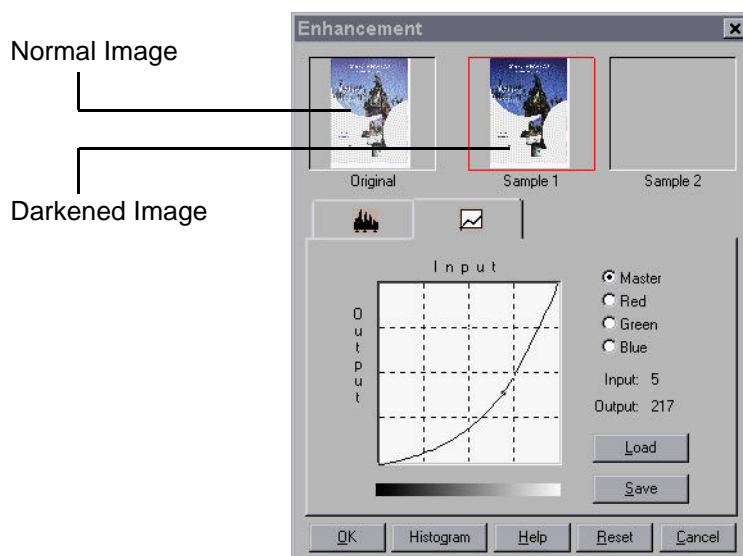 Enhancement
Normal Image
Darkened Image
Original
Sample 1
Sample 2
Input
Output
Master
Red
Green
Blue
Input: 5
Output: 217
Load
Save
OK
Histogram
Help
Reset
Cancel